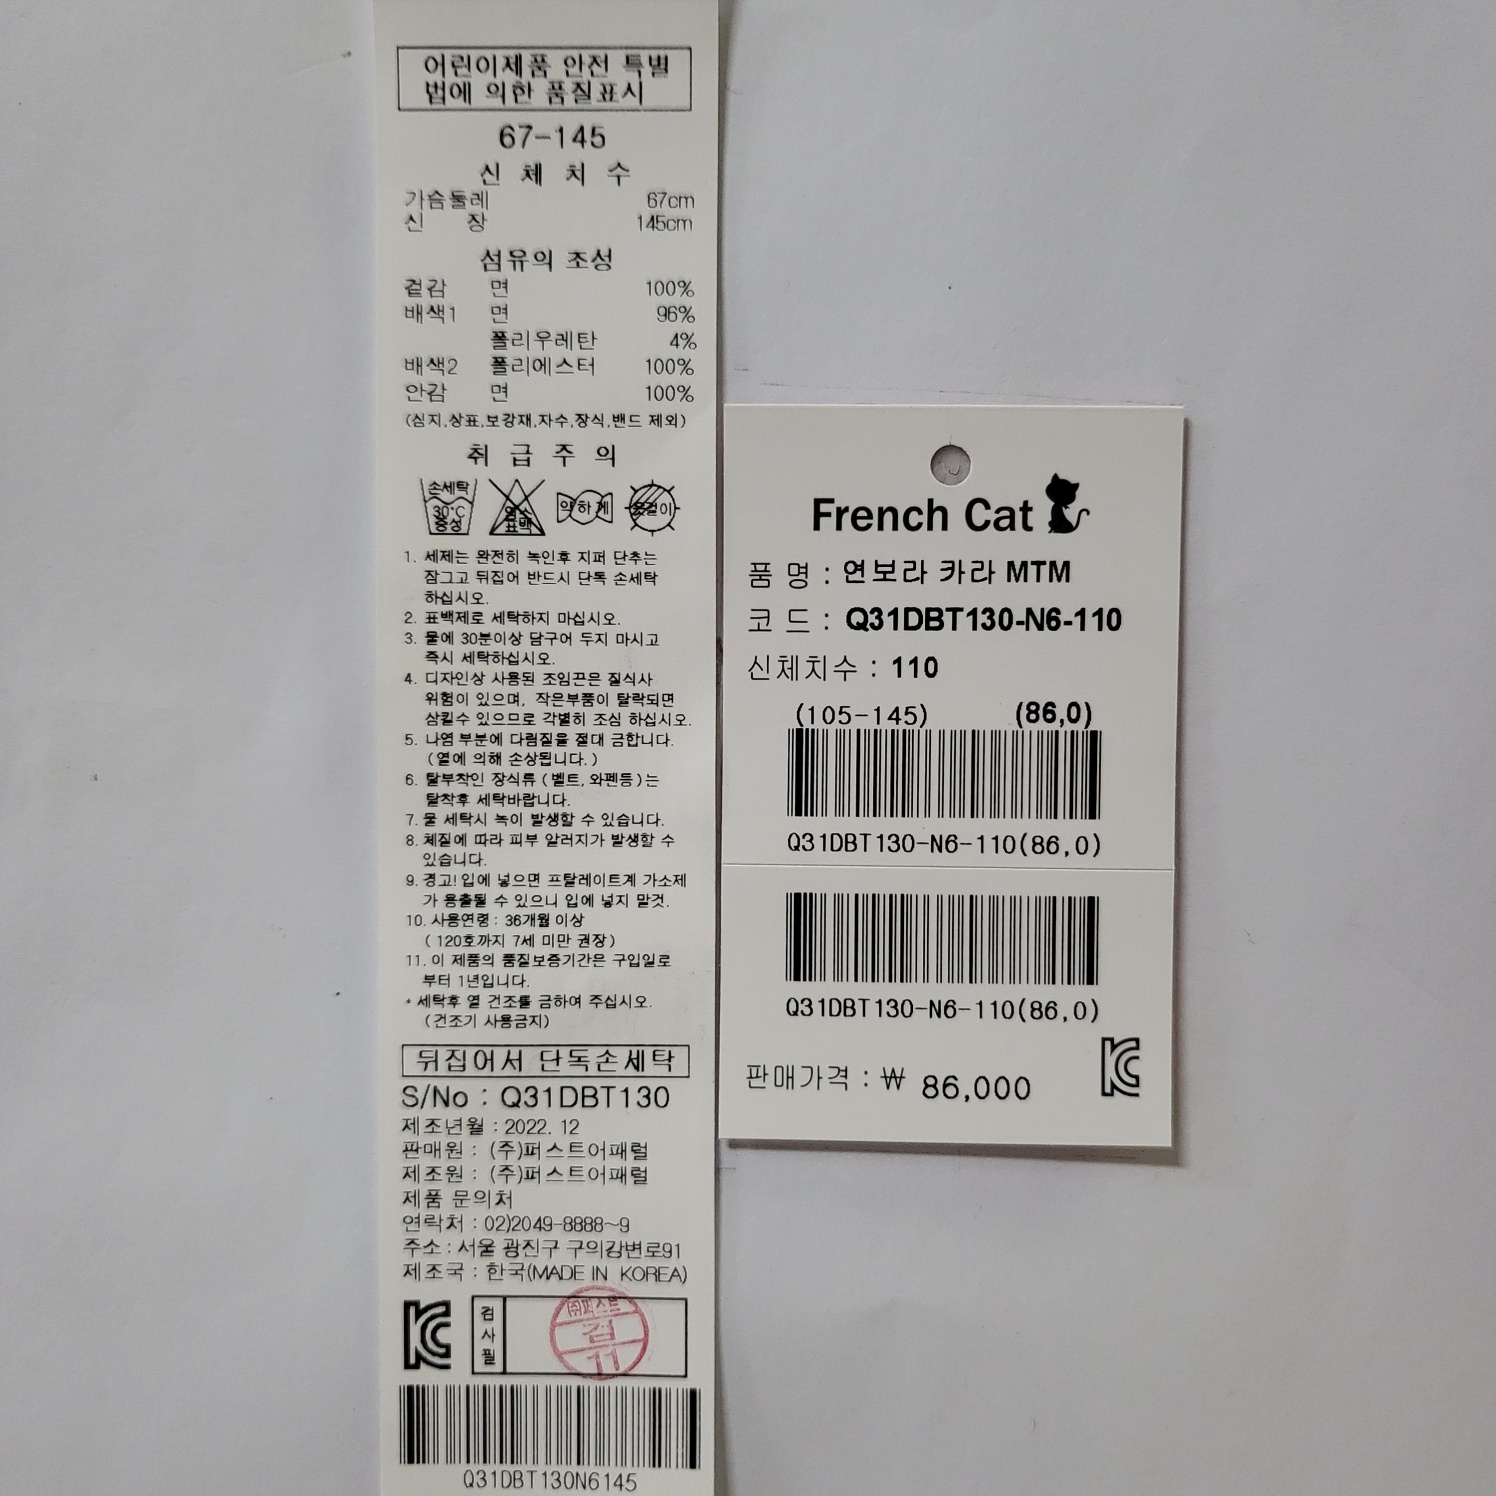 어린이제품 안전 특별
법에 의한 품질표시
67-145
신 체 치 수
가슴둘레 67cm
신 장 145cm
섬유의 조성
겉감 면 100%
배색1 면 96%
폴리우레탄 4%
배색2 폴리에스터 100%
안감 면 100%
(심지,상표,보강재,자수,장식,밴드 제외)
취 급 주 의
손세탁 30℃ 중성
염소 표백
약하게
옷걸이
1. 세제는 완전히 녹인후 지퍼 단추는
잠그고 뒤집어 반드시 단독 손세탁
하십시오.
2. 표백제로 세탁하지 마십시오.
3. 물에 30분이상 담구어 두지 마시고
즉시 세탁하십시오.
4. 디자인상 사용된 조임끈은 질식사
위험이 있으며, 작은부품이 탈락되면
삼킬수 있으므로 각별히 조심 하십시오.
5. 나염 부분에 다림질을 절대 금합니다.
(열에 의해 손상됩니다.)
6. 탈부착인 장식류 (벨트, 와펜등)는
탈착후 세탁바랍니다.
7. 물 세탁시 녹이 발생할 수 있습니다.
8. 체질에 따라 피부 알러지가 발생할 수
있습니다.
9. 경고! 입에 넣으면 프탈레이트계 가소제
가 용출될 수 있으니 입에 넣지 말것.
10. 사용연령 : 36개월 이상
( 120호까지 7세 미만 권장)
11. 이 제품의 품질보증기간은 구입일로
부터 1년입니다.
* 세탁후 열 건조를 금하여 주십시오.
(건조기 사용금지)
뒤집어서 단독손세탁
S/No : Q31DBT130
제조년월 : 2022. 12
판매원 : (주)퍼스트어패럴
제조원 : (주)퍼스트어패럴
제품 문의처
연락처 : 02)2049-8888~9
주소 : 서울 광진구 구의강변로91
제조국 : 한국(MADE IN KOREA)
KC
검사필
㈜퍼스트
검
11
Q31DBT130N6145
French Cat
품 명 : 연보라 카라 MTM
코 드 : Q31DBT130-N6-110
신체치수 : 110
(105-145) (86,0)
Q31DBT130-N6-110(86,0)
Q31DBT130-N6-110(86,0)
판매가격 : ₩ 86,000
KC